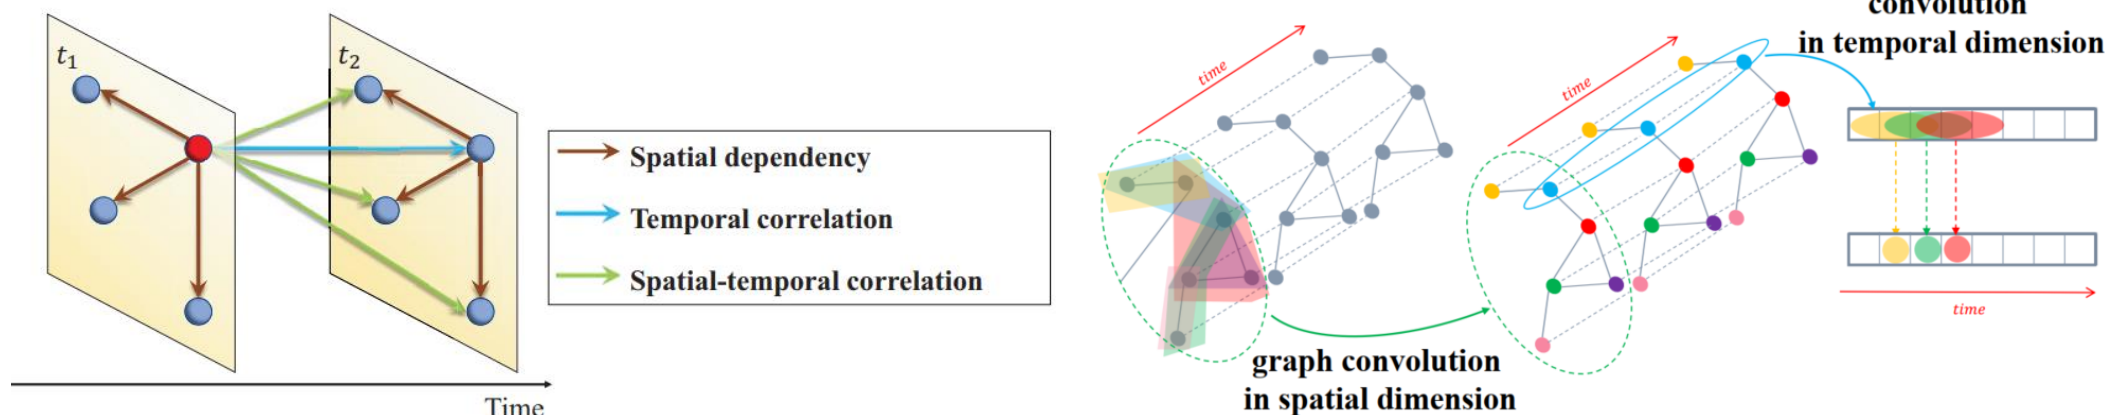 t₁
t₂
Spatial dependency
Temporal correlation
Spatial-temporal correlation
Time
time
graph convolution
in spatial dimension
time
convolution
in temporal dimension
time